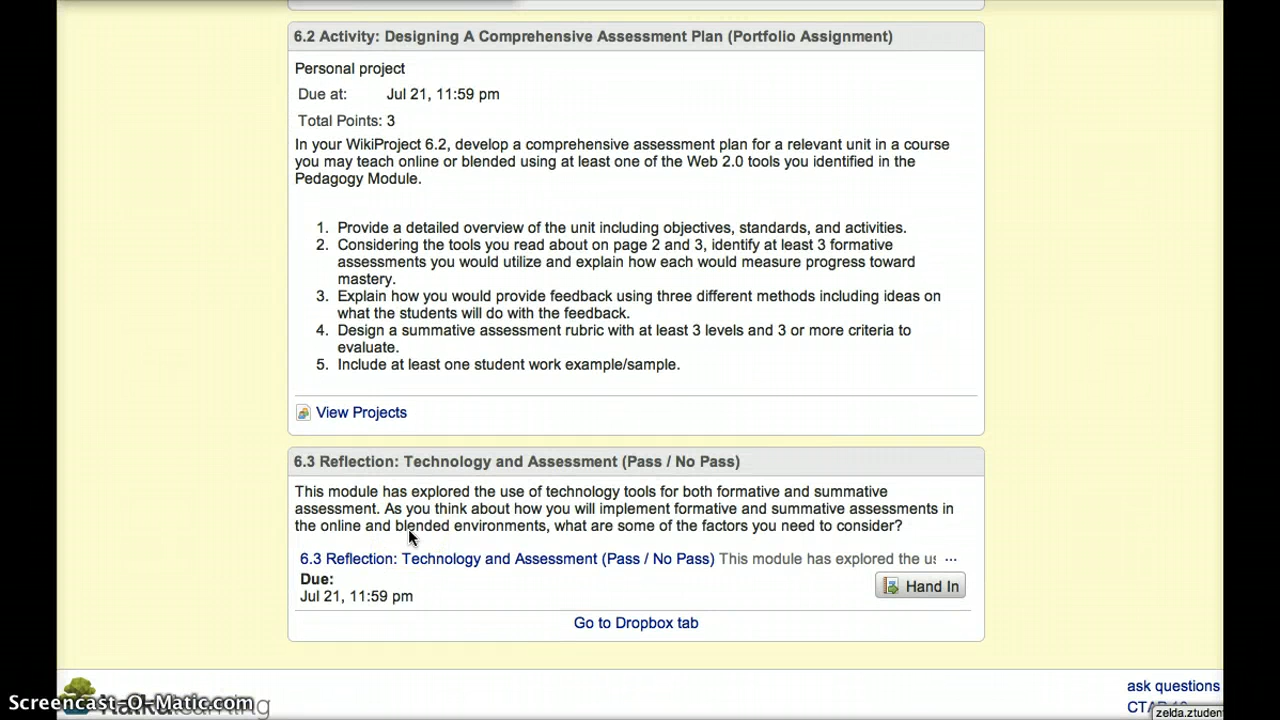 6.2 Activity: Designing A Comprehensive Assessment Plan (Portfolio Assignment)
Personal project
Due at: Jul 21, 11:59 pm
Total Points: 3
In your WikiProject 6.2, develop a comprehensive assessment plan for a relevant unit in a course
you may teach online or blended using at least one of the Web 2.0 tools you identified in the
Pedagogy Module.
1. Provide a detailed overview of the unit including objectives, standards, and activities.
2. Considering the tools you read about on page 2 and 3, identify at least 3 formative
assessments you would utilize and explain how each would measure progress toward
mastery.
3. Explain how you would provide feedback using three different methods including ideas on
what the students will do with the feedback.
4. Design a summative assessment rubric with at least 3 levels and 3 or more criteria to
evaluate.
5. Include at least one student work example/sample.
View Projects
6.3 Reflection: Technology and Assessment (Pass / No Pass)
This module has explored the use of technology tools for both formative and summative
assessment. As you think about how you will implement formative and summative assessments in
the online and blended environments, what are some of the factors you need to consider?
6.3 Reflection: Technology and Assessment (Pass / No Pass) This module has explored the us ...
Due:
Jul 21, 11:59 pm
Hand In
Go to Dropbox tab
ask questions
Screencast-O-Matic.com
zelda.ztuden